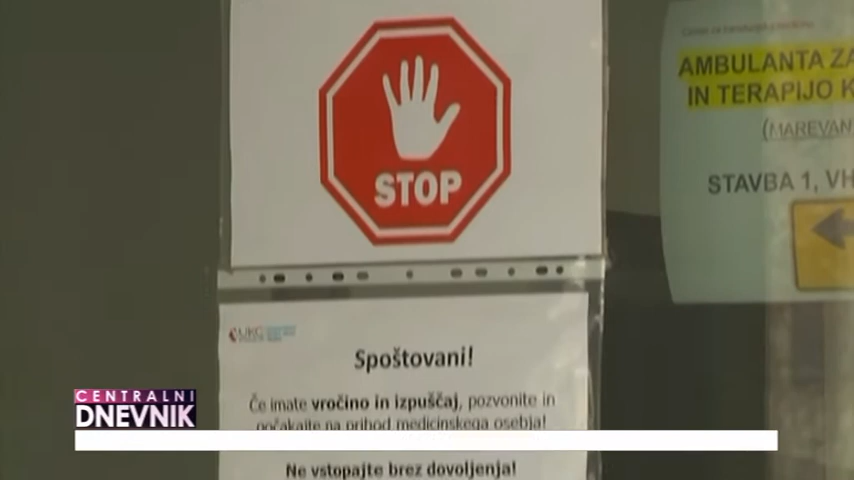 STOP
UKC
Spoštovani!
Če imate vročino in izpuščaj, pozvonite in
počakajte na prihod medicinskega osebja!
Ne vstopajte brez dovoljenja!
AMBULANTA ZA
IN TERAPIJO K
(MAREVAN
STAVBA 1, VH
CENTRALNI
DNEVNIK